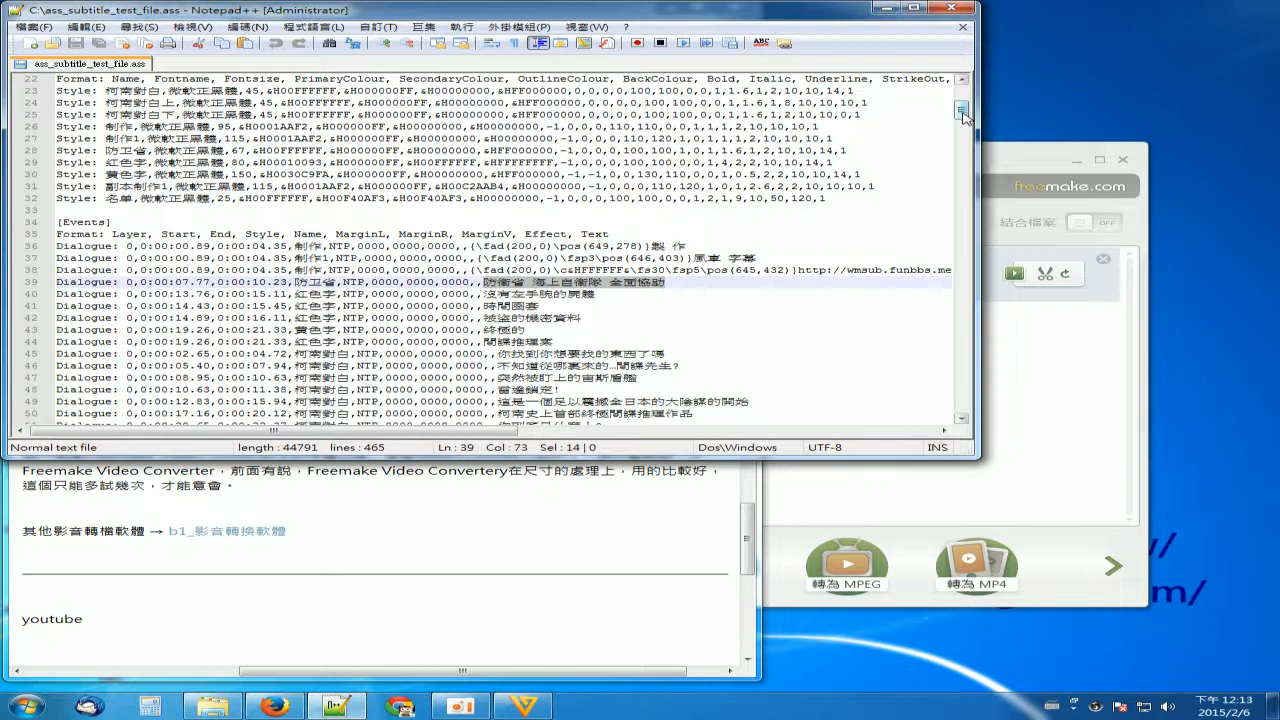 C:\ass_subtitle_test_file.ass - Notepad++ [Administrator]
檔案(F) 編輯(E) 尋找(S) 檢視(V) 編碼(N) 程式語言(L) 自訂(T) 巨集 執行 外掛模組(P) 視窗(W) ?
ass_subtitle_test_file.ass
22 Format: Name, Fontname, Fontsize, PrimaryColour, SecondaryColour, OutlineColour, BackColour, Bold, Italic, Underline, StrikeOut,
23 Style: 柯南對白,微軟正黑體,45,&H00FFFFFF,&H000000FF,&H00000000,&HFF000000,0,0,0,0,100,100,0,0,1,1.6,1,2,10,10,14,1
24 Style: 柯南對白上,微軟正黑體,45,&H00FFFFFF,&H000000FF,&H00000000,&HFF000000,0,0,0,0,100,100,0,0,1,1.6,1,8,10,10,10,1
25 Style: 柯南對白下,微軟正黑體,45,&H00FFFFFF,&H000000FF,&H00000000,&HFF000000,0,0,0,0,100,100,0,0,1,1.6,1,2,10,10,0,1
26 Style: 制作,微軟正黑體,95,&H0001AAF2,&H000000FF,&H00FFFFFF,&H00000000,-1,0,0,0,110,110,0,0,1,2,2,2,10,10,10,1
27 Style: 制作1,微軟正黑體,115,&H0001AAF2,&H000000FF,&H00FFFFFF,&H00000000,-1,0,0,0,110,120,1,0,1,2,2,2,10,10,10,1
28 Style: 防卫省,微軟正黑體,67,&H00FFFFFF,&H000000FF,&H00000000,&H00000000,-1,0,0,0,100,100,0,0,1,1.6,2,5,10,10,14,1
29 Style: 紅色字,微軟正黑體,80,&H00010093,&H00FFFFFF,&H00FFFFFF,&H00000000,-1,0,0,0,100,100,6,0,1,4,2,2,10,10,14,1
30 Style: 黃色字,微軟正黑體,150,&H0030C9FA,&H000000FF,&H00000000,&H00FFFFFF,-1,-1,0,0,130,110,0,0,1,0.5,2,2,10,10,14,1
31 Style: 副本制作1,微軟正黑體,115,&H0001AAF2,&H000000FF,&H00C2AAB4,&H00000000,-1,0,0,0,110,120,1,0,1,2.6,2,2,10,10,10,1
32 Style: 名单,微軟正黑體,25,&H00FFFFFF,&H00F40AF3,&H00F40AF3,&H00000000,-1,0,0,0,100,100,0,0,1,2,1,9,10,50,120,1
33
34 [Events]
35 Format: Layer, Start, End, Style, Name, MarginL, MarginR, MarginV, Effect, Text
36 Dialogue: 0,0:00:00.89,0:00:04.35,制作,NTP,0000,0000,0000,,{\fad(200,0)\pos(649,278)}製 作
37 Dialogue: 0,0:00:00.89,0:00:04.35,制作1,NTP,0000,0000,0000,,{\fad(200,0)\fsp3\pos(646,403)}風車 字幕
38 Dialogue: 0,0:00:00.89,0:00:04.35,制作1,NTP,0000,0000,0000,,{\fad(200,0)\c&HFFFFFF&\fs30\fsp5\pos(645,432)}http://wmsub.funbbs.me
39 Dialogue: 0,0:00:07.77,0:00:10.23,防卫省,NTP,0000,0000,0000,,防衛省 海上自衛隊 全面協助
40 Dialogue: 0,0:00:13.76,0:00:15.11,紅色字,NTP,0000,0000,0000,,沒有左手腕的屍體
41 Dialogue: 0,0:00:14.43,0:00:15.45,紅色字,NTP,0000,0000,0000,,時間圈套
42 Dialogue: 0,0:00:14.89,0:00:16.11,紅色字,NTP,0000,0000,0000,,被盜的機密資料
43 Dialogue: 0,0:00:19.26,0:00:21.33,黃色字,NTP,0000,0000,0000,,終極的
44 Dialogue: 0,0:00:19.26,0:00:21.33,紅色字,NTP,0000,0000,0000,,間諜推理案
45 Dialogue: 0,0:00:02.65,0:00:04.72,柯南對白,NTP,0000,0000,0000,,你找到你想要找的東西了嗎
46 Dialogue: 0,0:00:05.40,0:00:07.94,柯南對白,NTP,0000,0000,0000,,不知道從哪裏來的…間諜先生?
47 Dialogue: 0,0:00:08.95,0:00:10.63,柯南對白,NTP,0000,0000,0000,,突然被盯上的宙斯盾艦
48 Dialogue: 0,0:00:10.63,0:00:11.38,柯南對白,NTP,0000,0000,0000,,雷達鎖定!
49 Dialogue: 0,0:00:12.83,0:00:15.91,柯南對白,NTP,0000,0000,0000,,這是一個足以震撼全日本的大陰謀的開始
50 Dialogue: 0,0:00:17.16,0:00:20.12,柯南對白,NTP,0000,0000,0000,,柯南史上首部終極間諜推理作品
Normal text file length : 44791 lines : 465 Ln : 39 Col : 73 Sel : 14 | 0 Dos\Windows UTF-8 INS
freemake.com
結合檔案 OFF
Freemake Video Converter，前面有說，Freemake Video Convertery在尺寸的處理上，用的比較好，
這個只能多試幾次，才能意會。
其他影音轉檔軟體 → b1_影音轉換軟體
youtube
轉為 MPEG
轉為 MP4
w/
m/
下午 12:13
2015/2/6